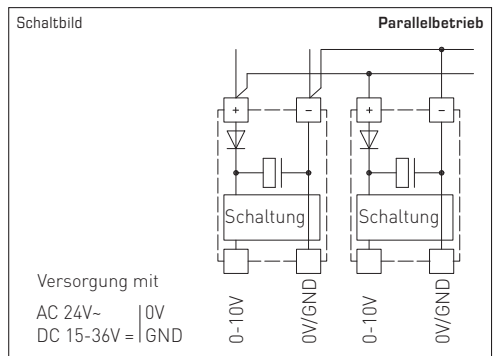 Schaltbild
Parallelbetrieb
+ − + −
Schaltung Schaltung
Versorgung mit
AC 24V~ | 0V
DC 15-36V = | GND
0-10V
0V/GND
0-10V
0V/GND